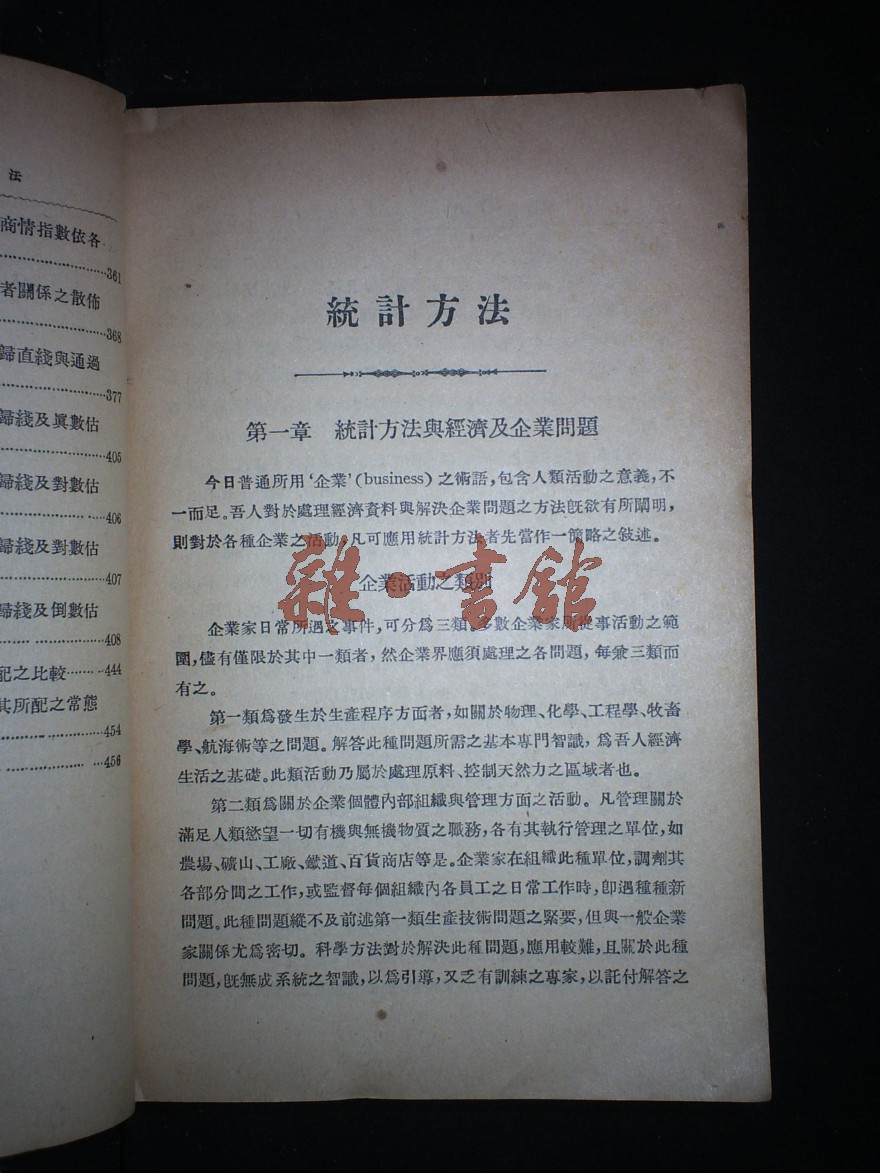 法
商情指數依各
361
者關係之散佈
368
歸直綫與通過
377
歸綫及眞數估
405
歸綫及對數估
406
歸綫及對數估
407
歸綫及倒數估
408
配之比較
444
其所配之常態
454
456
統計方法
第一章 統計方法與經濟及企業問題
今日普通所用‘企業’(business)之術語,包含人類活動之意義,不
一而足。吾人對於處理經濟資料與解決企業問題之方法旣欲有所闡明,
則對於各種企業之活動,凡可應用統計方法者先當作一簡略之敍述。
企業活動之類別
雜·書館
企業家日常所遇之事件,可分爲三類。多數企業家所從事活動之範
圍,儘有僅限於其中一類者,然企業界應須處理之各問題,每兼三類而
有之。
第一類爲發生於生產程序方面者,如關於物理、化學、工程學、牧畜
學、航海術等之問題。解答此種問題所需之基本專門智識,爲吾人經濟
生活之基礎。此類活動乃屬於處理原料、控制天然力之區域者也。
第二類爲關於企業個體內部組織與管理方面之活動。凡管理關於
滿足人類慾望一切有機與無機物質之職務,各有其執行管理之單位,如
農場、礦山、工廠、鐵道、百貨商店等是。企業家在組織此種單位,調劑其
各部分間之工作,或監督每個組織內各員工之日常工作時,卽遇種種新
問題。此種問題縱不及前述第一類生產技術問題之緊要,但與一般企業
家關係尤爲密切。科學方法對於解決此種問題,應用較難,且關於此種
問題,旣無成系統之智識,以爲引導,又乏有訓練之專家,以託付解答之